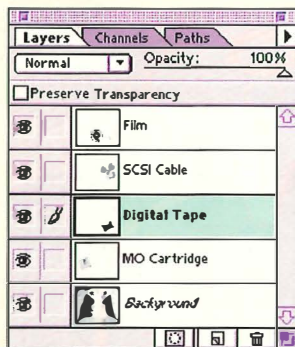 Layers Channels Paths
Normal Opacity: 100%
Preserve Transparency
Film
SCSI Cable
Digital Tape
MO Cartridge
Background